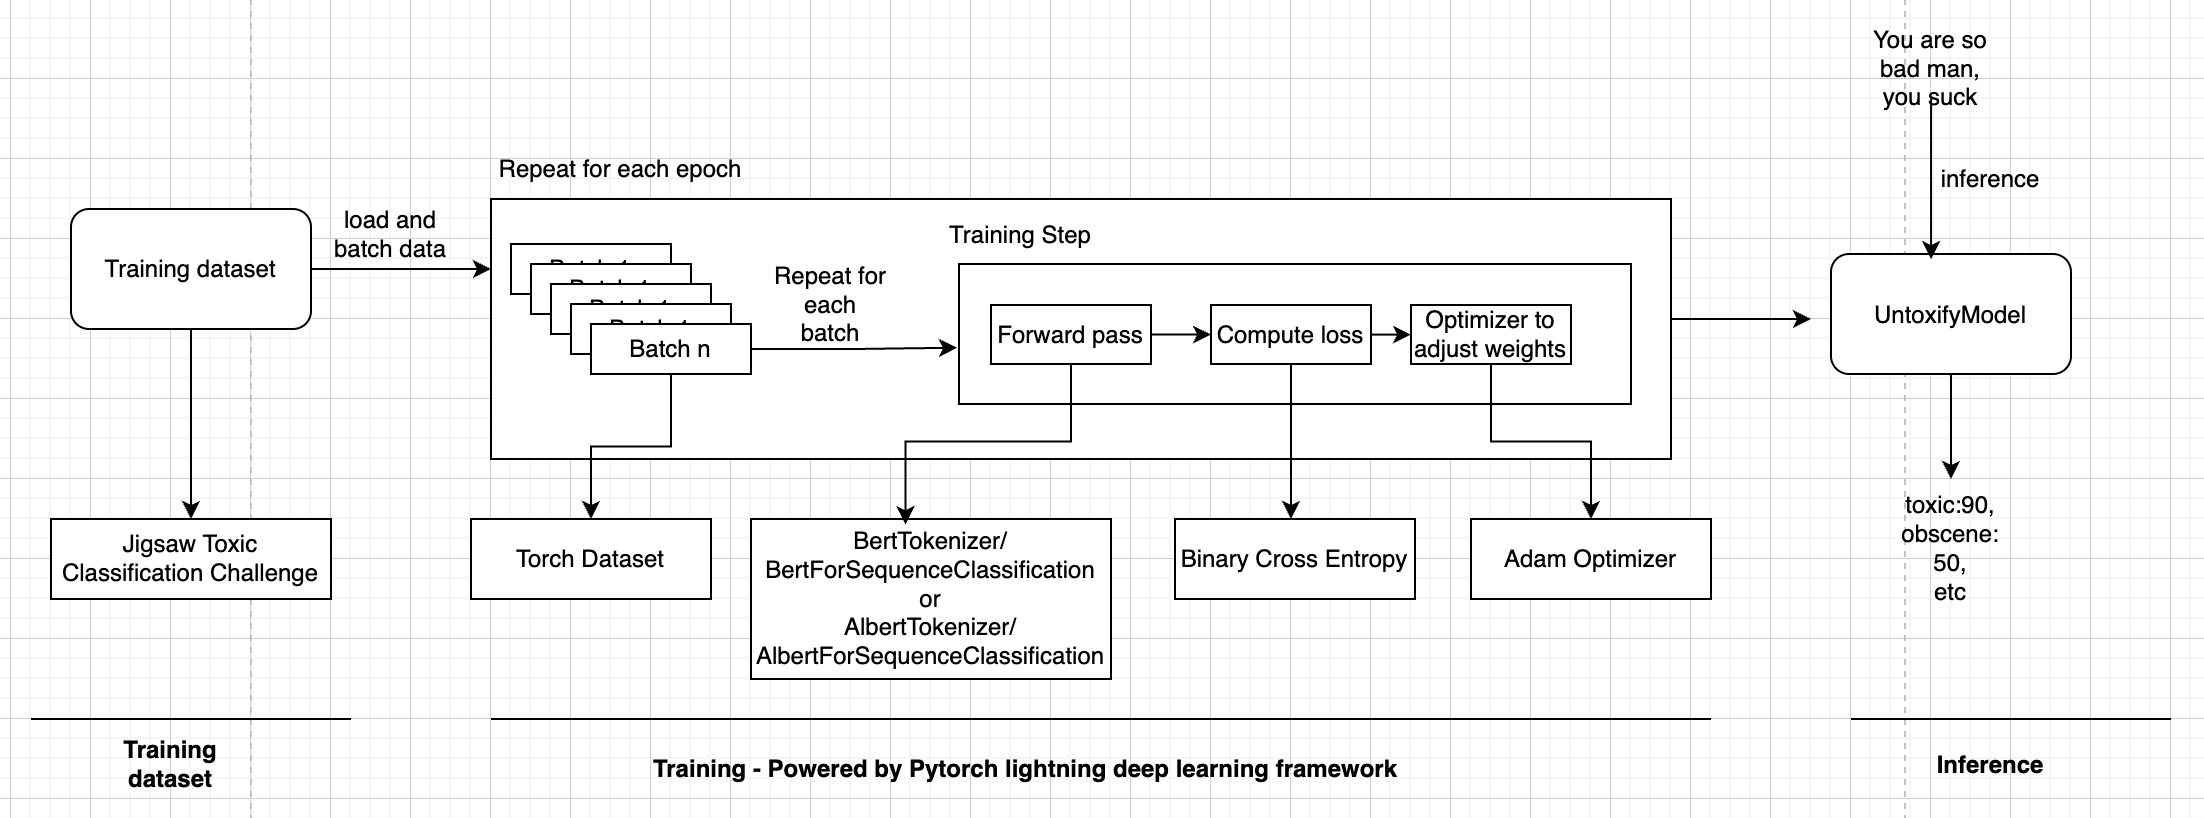 You are so
bad man,
you suck
inference
Repeat for each epoch
Training dataset
load and
batch data
Training Step
Repeat for
each
batch
Batch n
Forward pass
Compute loss
Optimizer to
adjust weights
UntoxifyModel
Jigsaw Toxic
Classification Challenge
Torch Dataset
BertTokenizer/
BertForSequenceClassification
or
AlbertTokenizer/
AlbertForSequenceClassification
Binary Cross Entropy
Adam Optimizer
toxic:90,
obscene:
50,
etc
Training
dataset
Training - Powered by Pytorch lightning deep learning framework
Inference